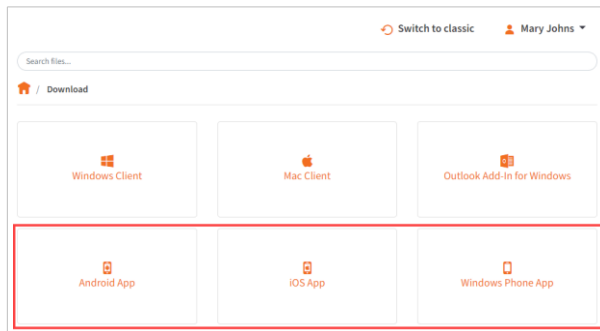 Switch to classic Mary Johns
Search files...
/ Download
Windows Client Mac Client Outlook Add-In for Windows
Android App iOS App Windows Phone App